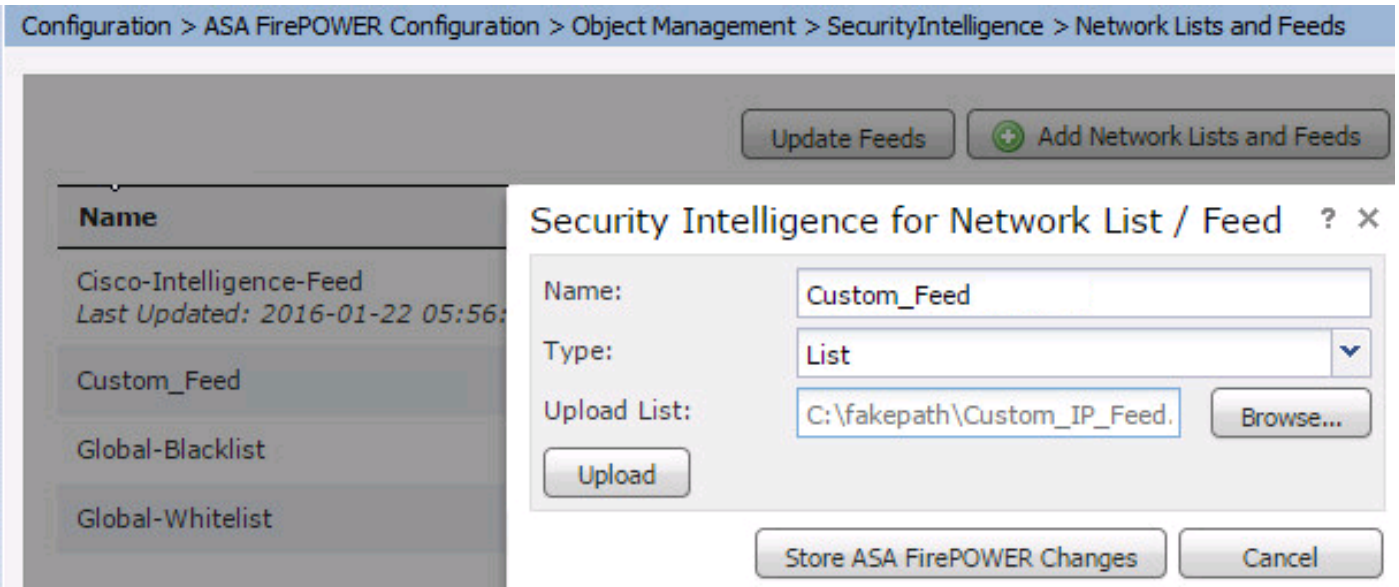 Configuration > ASA FirePOWER Configuration > Object Management > SecurityIntelligence > Network Lists and Feeds
Update Feeds
Add Network Lists and Feeds
Name
Cisco-Intelligence-Feed
Last Updated: 2016-01-22 05:56:
Custom_Feed
Global-Blacklist
Global-Whitelist
Security Intelligence for Network List / Feed ? ×
Name: Custom_Feed
Type: List
Upload List: C:\fakepath\Custom_IP_Feed. Browse...
Upload
Store ASA FirePOWER Changes Cancel